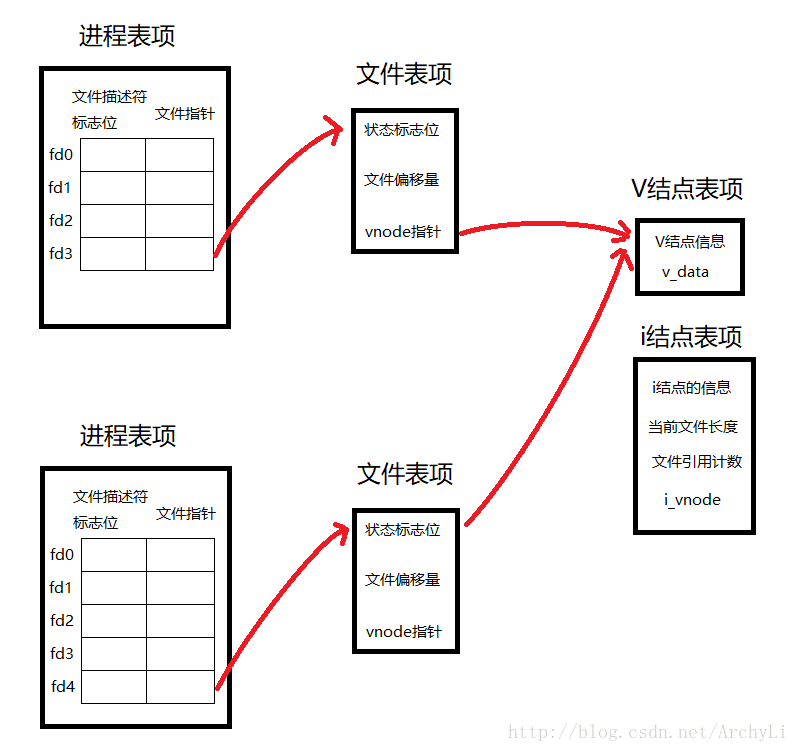 进程表项
文件描述符
标志位
文件指针
fd0
fd1
fd2
fd3
文件表项
状态标志位
文件偏移量
vnode指针
V结点表项
V结点信息
v_data
i结点表项
i结点的信息
当前文件长度
文件引用计数
i_vnode
进程表项
文件描述符
标志位
文件指针
fd0
fd1
fd2
fd3
fd4
文件表项
状态标志位
文件偏移量
vnode指针
http://blog.csdn.net/ArchyLi